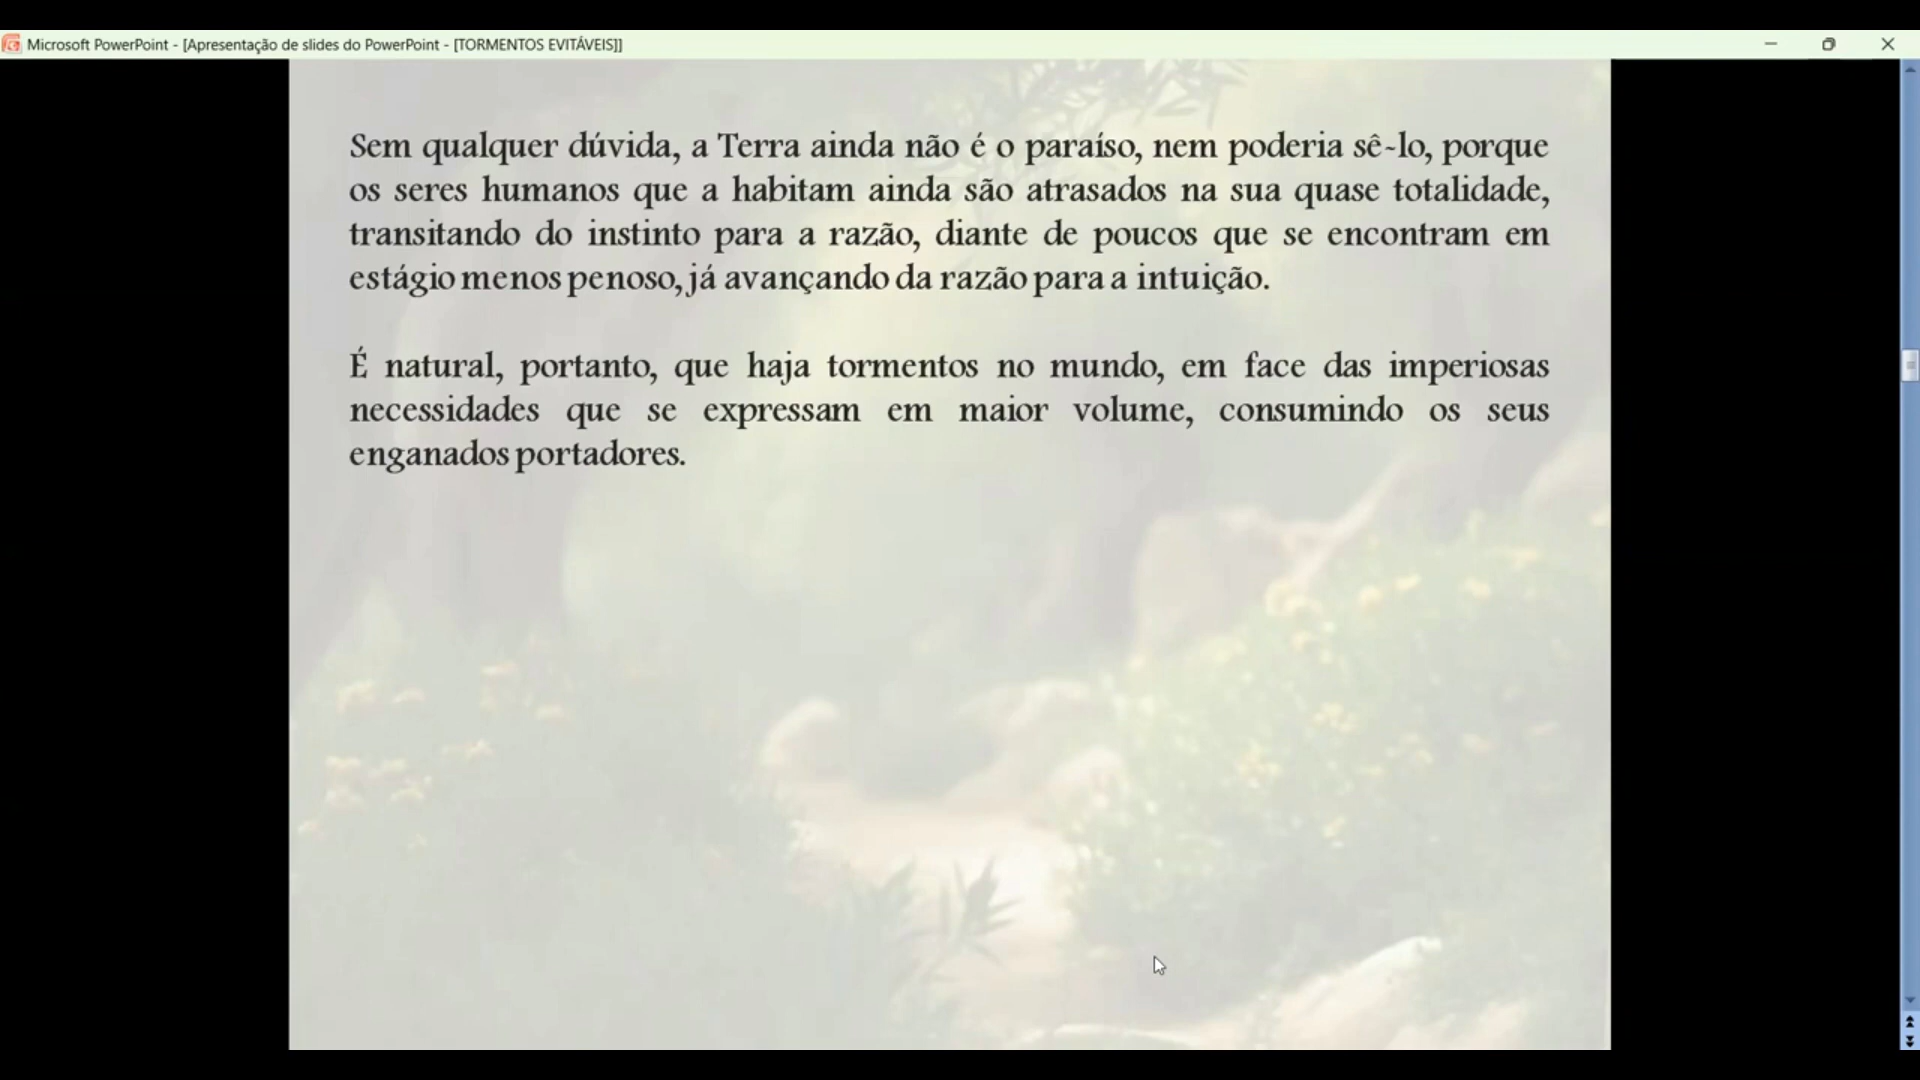 Microsoft PowerPoint - [Apresentação de slides do PowerPoint - [TORMENTOS EVITÁVEIS]]
Sem qualquer dúvida, a Terra ainda não é o paraíso, nem poderia sê-lo, porque
os seres humanos que a habitam ainda são atrasados na sua quase totalidade,
transitando do instinto para a razão, diante de poucos que se encontram em
estágio menos penoso, já avançando da razão para a intuição.
É natural, portanto, que haja tormentos no mundo, em face das imperiosas
necessidades que se expressam em maior volume, consumindo os seus
enganados portadores.